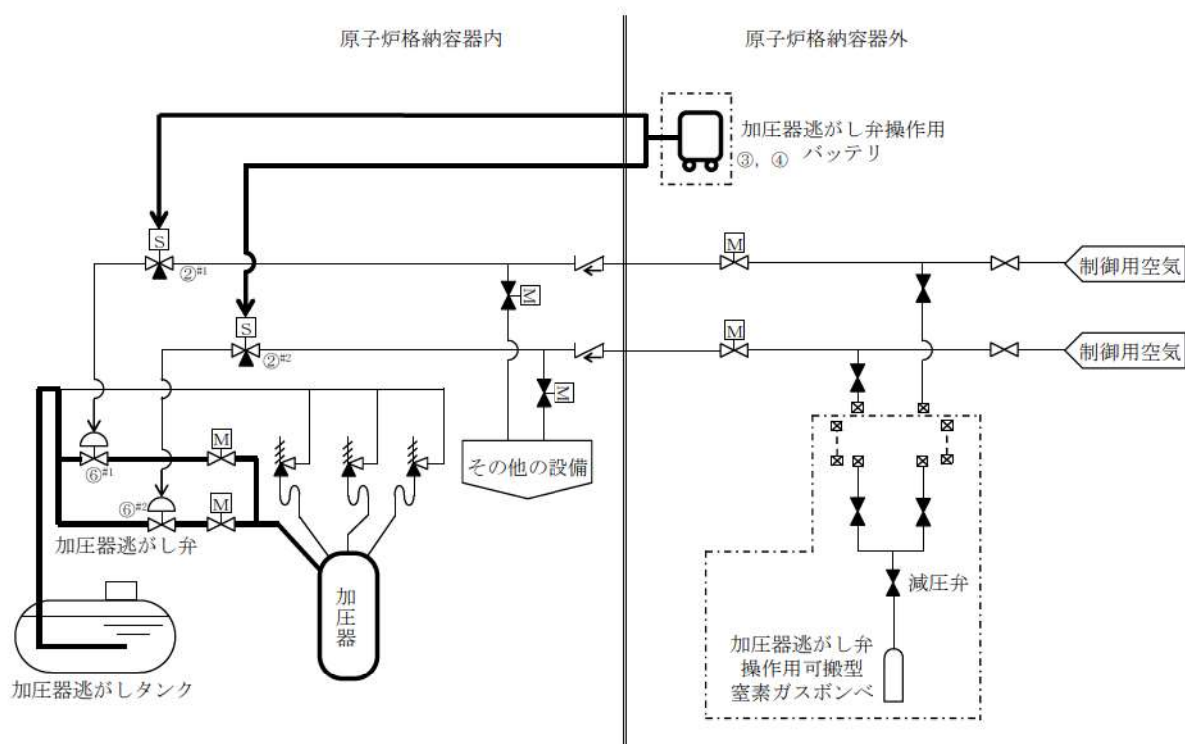 原子炉格納容器内
原子炉格納容器外
加圧器逃がし弁操作用
③，④ バッテリ
S
②#1
M
制御用空気
M
S
②#2
M
制御用空気
M
M
⑥#1
その他の設備
⑥#2
M
加圧器逃がし弁
加圧器
減圧弁
加圧器逃がし弁
操作用可搬型
窒素ガスボンベ
加圧器逃がしタンク